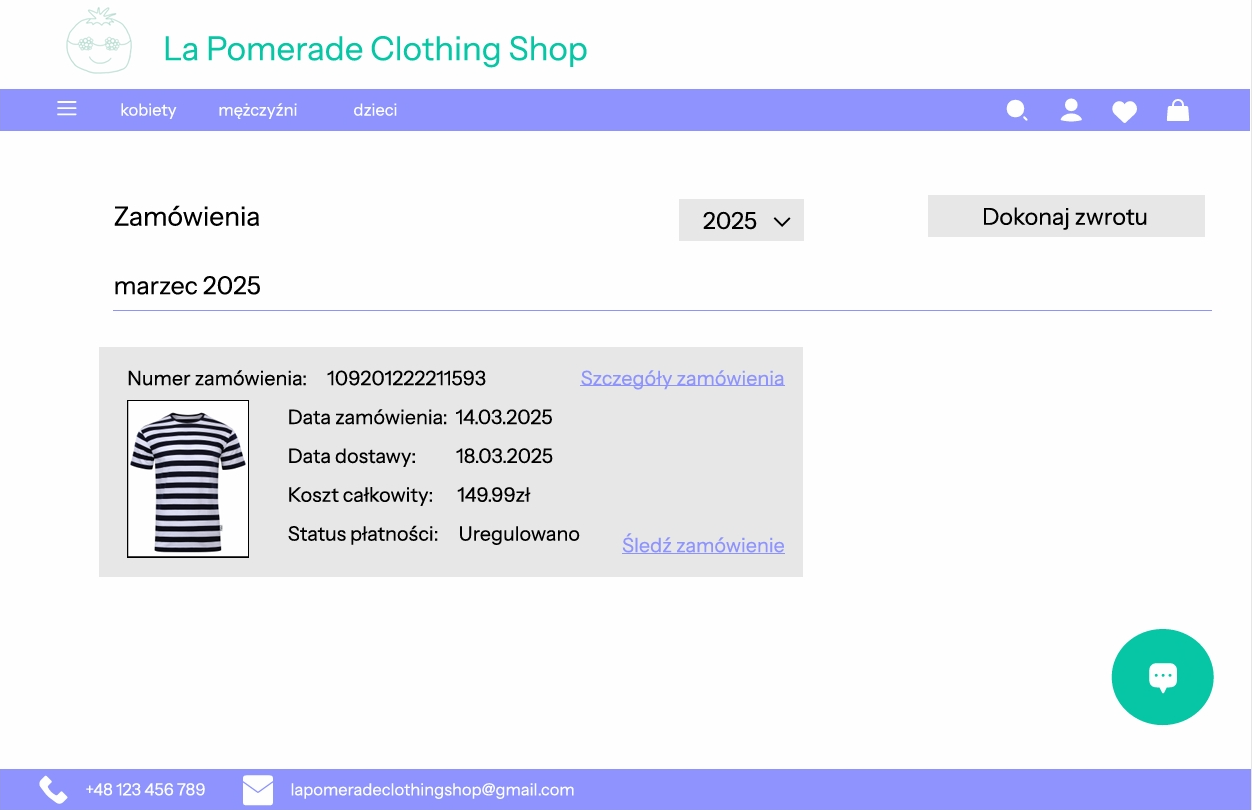 La Pomerade Clothing Shop
kobiety mężczyźni dzieci
Zamówienia 2025 Dokonaj zwrotu
marzec 2025
Numer zamówienia: 109201222211593 Szczegóły zamówienia
Data zamówienia: 14.03.2025
Data dostawy: 18.03.2025
Koszt całkowity: 149.99zł
Status płatności: Uregulowano
Śledź zamówienie
+48 123 456 789 lapomeradeclothingshop@gmail.com